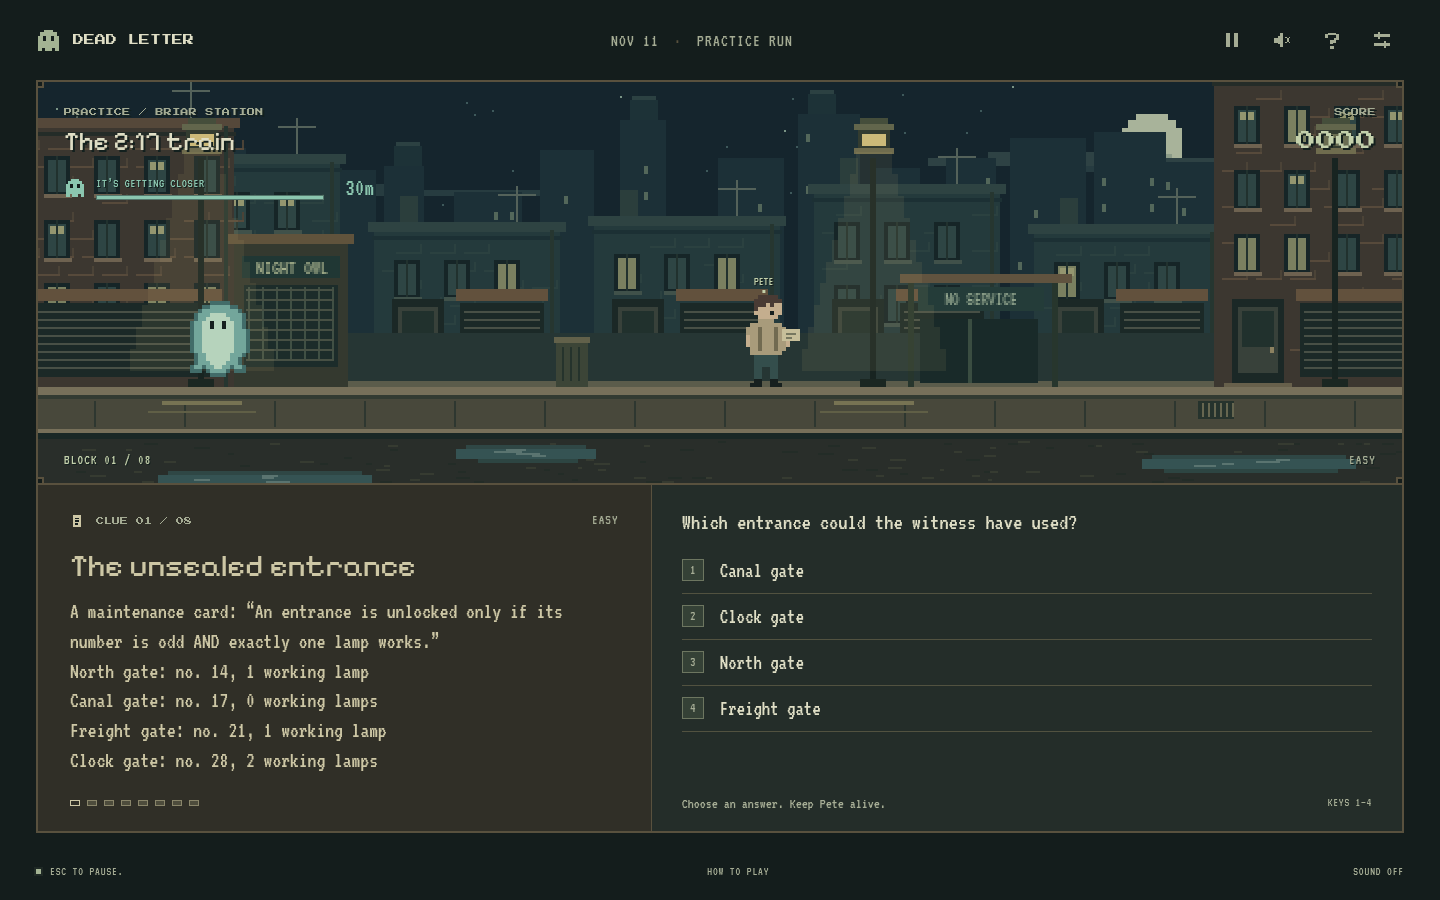 DEAD LETTER
NOV 11 · PRACTICE RUN
PRACTICE / BRIAR STATION
The 2:17 train
IT'S GETTING CLOSER
30m
SCORE
0000
NIGHT OWL
PETE
NO SERVICE
BLOCK 01 / 08
EASY
CLUE 01 / 08
EASY
The unsealed entrance
A maintenance card: “An entrance is unlocked only if its
number is odd AND exactly one lamp works.”
North gate: no. 14, 1 working lamp
Canal gate: no. 17, 0 working lamps
Freight gate: no. 21, 1 working lamp
Clock gate: no. 28, 2 working lamps
Which entrance could the witness have used?
1 Canal gate
2 Clock gate
3 North gate
4 Freight gate
Choose an answer. Keep Pete alive.
KEYS 1-4
ESC TO PAUSE.
HOW TO PLAY
SOUND OFF